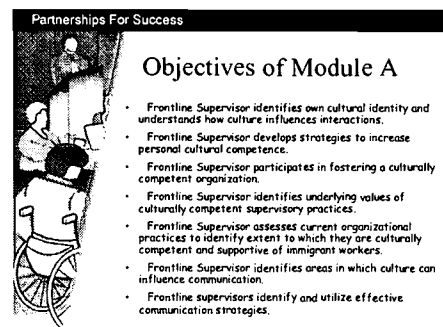 Partnerships For Success
Objectives of Module A
• Frontline Supervisor identifies own cultural identity and
understands how culture influences interactions.
• Frontline Supervisor develops strategies to increase
personal cultural competence.
• Frontline Supervisor participates in fostering a culturally
competent organization.
• Frontline Supervisor identifies underlying values of
culturally competent supervisory practices.
• Frontline Supervisor assesses current organizational
practices to identify extent to which they are culturally
competent and supportive of immigrant workers.
• Frontline Supervisor identifies areas in which culture can
influence communication.
• Frontline supervisors identify and utilize effective
communication strategies.